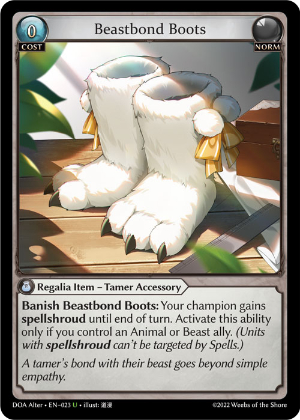 0
Beastbond Boots
COST
NORM
Regalia Item – Tamer Accessory
Banish Beastbond Boots: Your champion gains
spellshroud until end of turn. Activate this ability
only if you control an Animal or Beast ally. (Units
with spellshroud can't be targeted by Spells.)
A tamer's bond with their beast goes beyond simple
empathy.
DOA Alter • EN-023 U • illust:
©2022 Weebs of the Shore